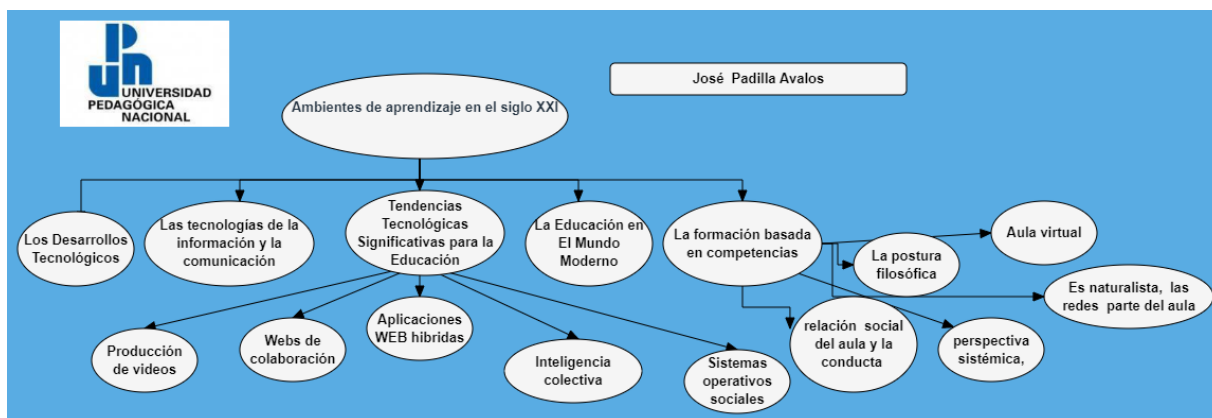 UNIVERSIDAD
PEDAGÓGICA
NACIONAL
José Padilla Avalos
Ambientes de aprendizaje en el siglo XXI
Los Desarrollos
Tecnológicos
Las tecnologías de la
información y la
comunicación
Tendencias
Tecnológicas
Significativas para la
Educación
La Educación en
El Mundo
Moderno
La formación basada
en competencias
La postura
filosófica
Aula virtual
Es naturalista, las
redes parte del aula
Producción
de videos
Webs de
colaboración
Aplicaciones
WEB hibridas
Inteligencia
colectiva
Sistemas
operativos
sociales
relación social
del aula y la
conducta
perspectiva
sistémica,